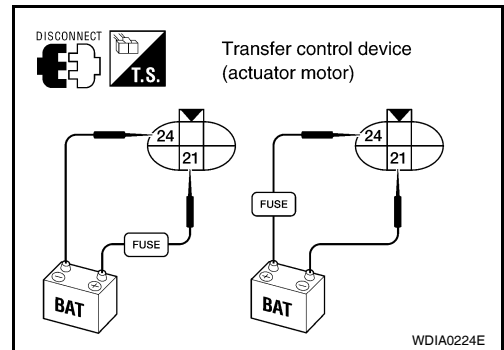 DISCONNECT
T.S.
Transfer control device
(actuator motor)
24
21
24
21
FUSE
FUSE
− +
+ −
BAT
BAT
WDIA0224E